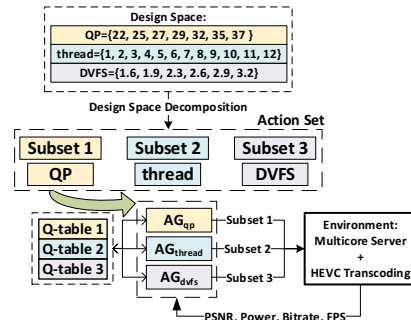 Design Space:
QP={22, 25, 27, 29, 32, 35, 37 }
thread={1, 2, 3, 4, 5, 6, 7, 8, 9, 10, 11, 12}
DVFS={1.6, 1.9, 2.3, 2.6, 2.9, 3.2}
Design Space Decomposition
Action Set
Subset 1 Subset 2 Subset 3
QP thread DVFS
Q-table 1
Q-table 2
Q-table 3
AGqp
AGthread
AGdvfs
Subset 1
Subset 2
Subset 3
Environment:
Multicore Server
+
HEVC Transcoding
PSNR, Power, Bitrate, FPS